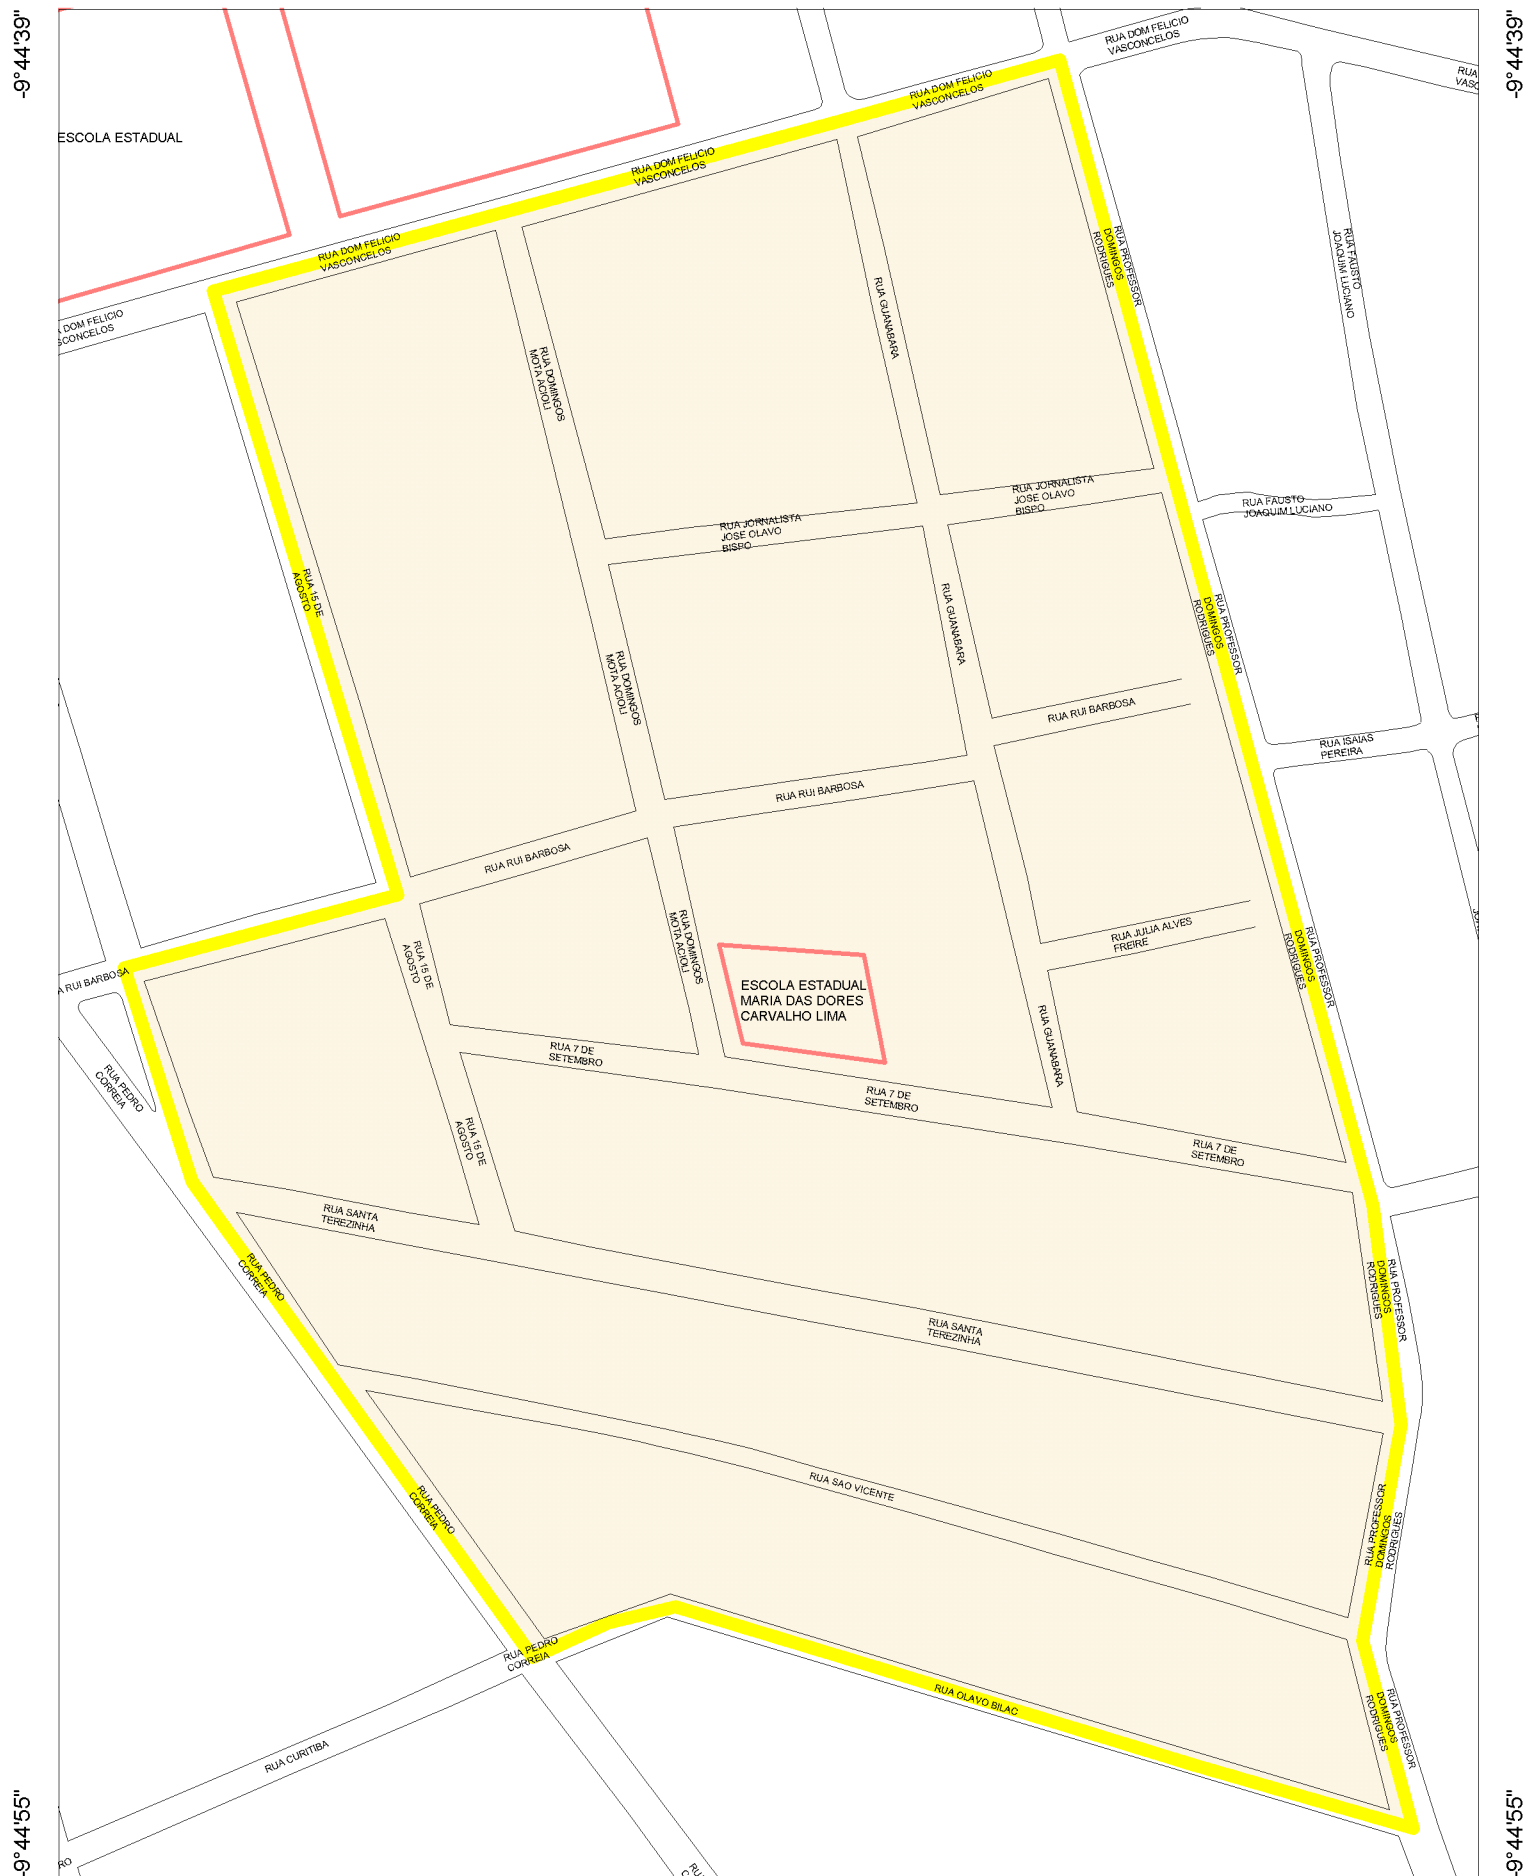 -9°44'39"
-9°44'39"
RUA DOM FELICIO
VASCONCELOS
RUA
RUA DOM FELICIO
VASCONCELOS
ESCOLA ESTADUAL
RUA DOM FELICIO
VASCONCELOS
RUA DOM FELICIO
VASCONCELOS
DOM FELICIO
RUA PROFESSOR
DOMINGOS
RODRIGUES
RUA FAUSTO
JOAQUIM LUCIANO
RUA GUANABARA
RUA DOMINGOS
MOTA ACIOLI
RUA JORNALISTA
JOSE OLAVO
BISPO
RUA FAUSTO
JOAQUIM LUCIANO
RUA JORNALISTA
JOSE OLAVO
BISPO
RUA 15 DE
AGOSTO
RUA GUANABARA
RUA PROFESSOR
DOMINGOS
RODRIGUES
RUA DOMINGOS
MOTA ACIOLI
RUA RUI BARBOSA
RUA ISAIAS
PEREIRA
RUA RUI BARBOSA
RUA RUI BARBOSA
RUA DOMINGOS
MOTA ACIOLI
RUA JULIA ALVES
FREIRE
RUA PROFESSOR
DOMINGOS
RODRIGUES
RUA 15 DE
AGOSTO
A RUI BARBOSA
ESCOLA ESTADUAL
MARIA DAS DORES
CARVALHO LIMA
RUA GUANABARA
RUA 7 DE
SETEMBRO
RUA PEDRO
CORREIA
RUA 7 DE
SETEMBRO
RUA 15 DE
AGOSTO
RUA 7 DE
SETEMBRO
RUA SANTA
TEREZINHA
RUA PEDRO
CORREIA
RUA PROFESSOR
DOMINGOS
RODRIGUES
RUA SANTA
TEREZINHA
RUA SAO VICENTE
RUA PEDRO
CORREIA
RUA PROFESSOR
DOMINGOS
RODRIGUES
RUA PEDRO
CORREIA
RUA OLAVO BILAC
RUA PROFESSOR
DOMINGOS
RODRIGUES
RUA CURITIBA
-9°44'55"
-9°44'55"